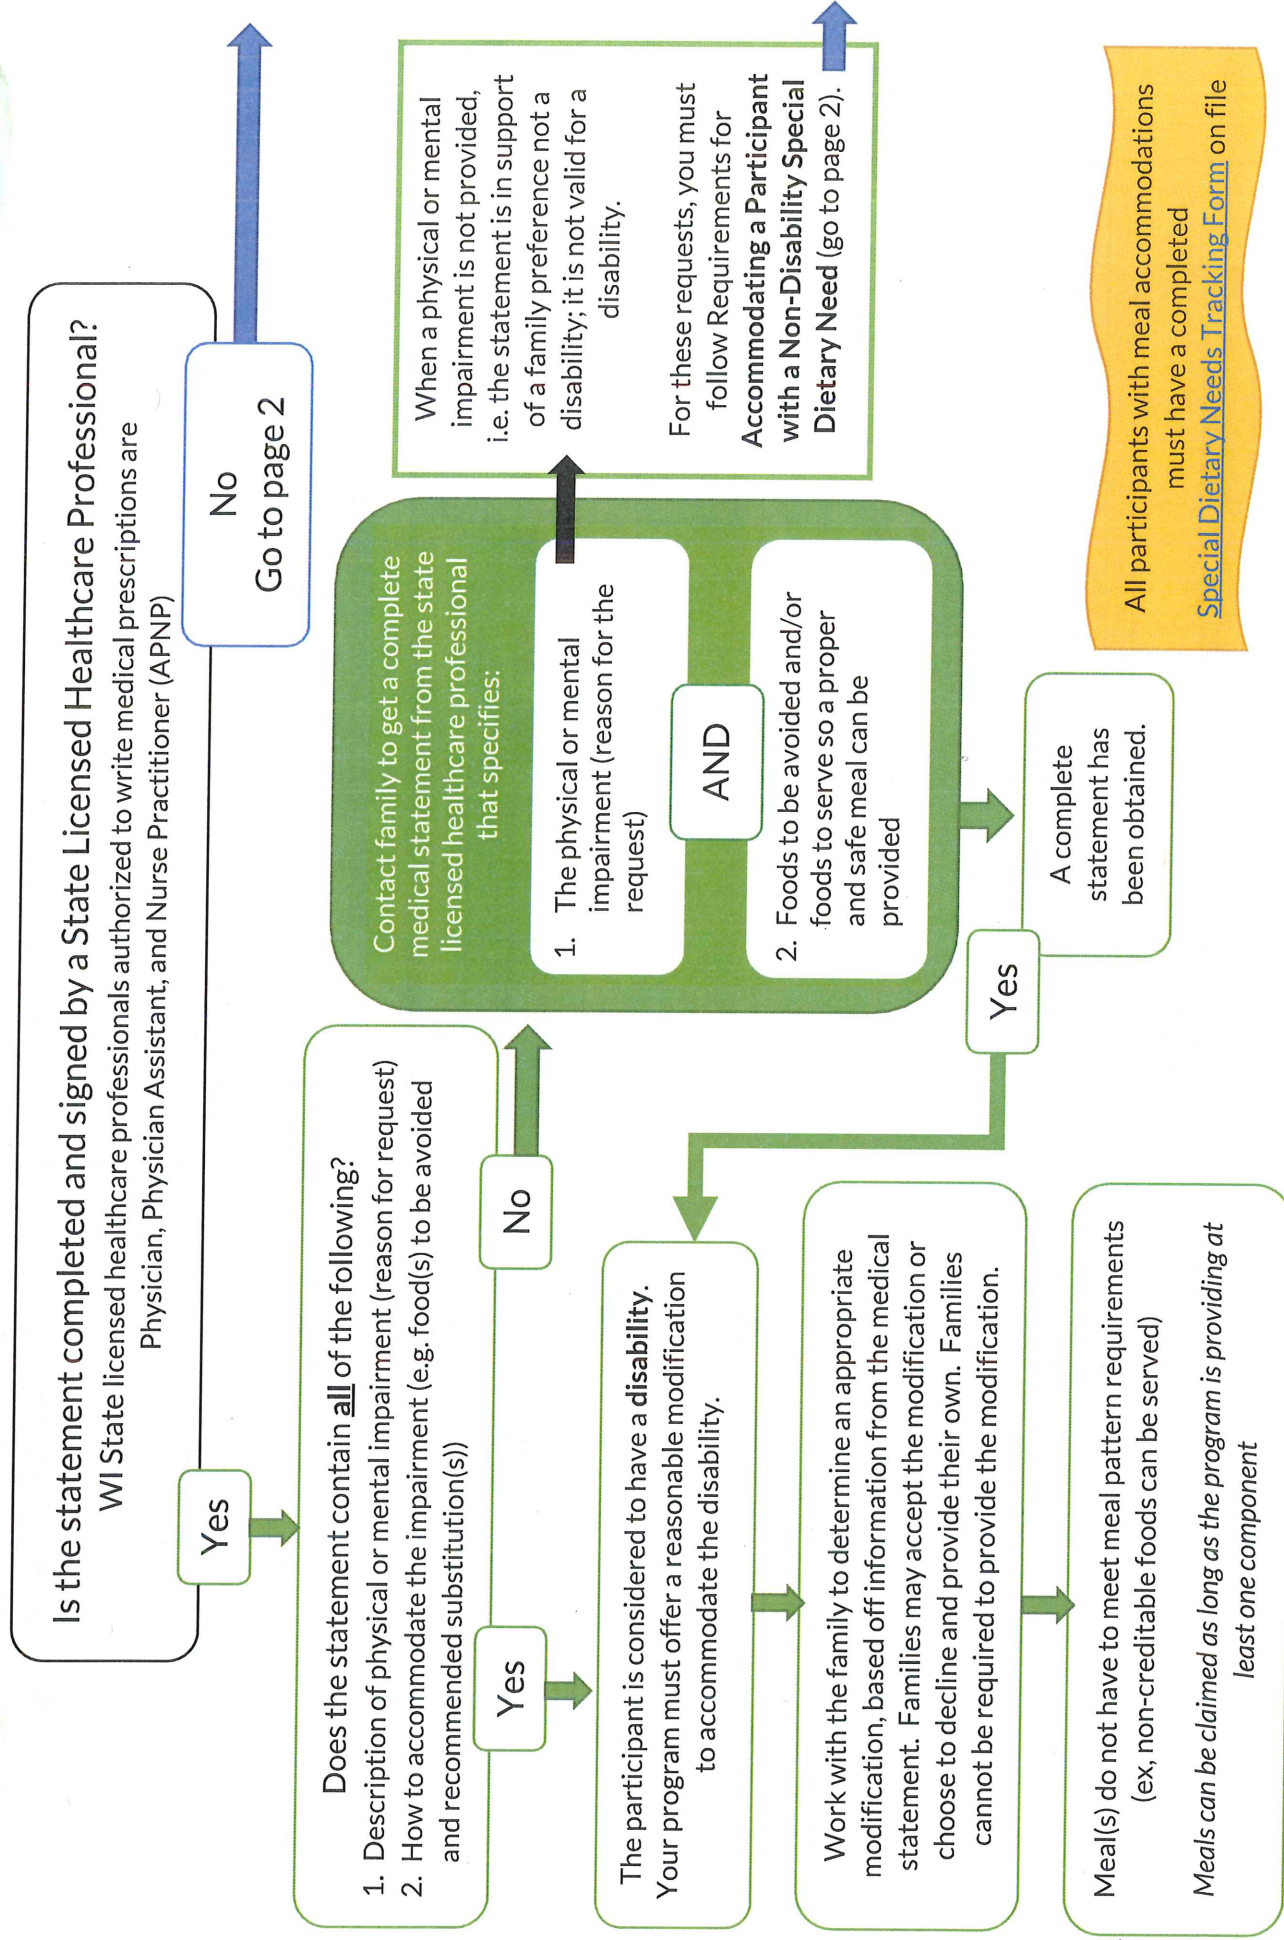 Is the statement completed and signed by a State Licensed Healthcare Professional?
WI State licensed healthcare professionals authorized to write medical prescriptions are
Physician, Physician Assistant, and Nurse Practitioner (APNP)
Yes
No
Go to page 2
Does the statement contain all of the following?
1. Description of physical or mental impairment (reason for request)
2. How to accommodate the impairment (e.g. food(s) to be avoided
and recommended substitution(s))
Yes
No
Contact family to get a complete
medical statement from the state
licensed healthcare professional
that specifies:
1. The physical or mental
impairment (reason for the
request)
AND
2. Foods to be avoided and/or
foods to serve so a proper
and safe meal can be
provided
When a physical or mental
impairment is not provided,
i.e. the statement is in support
of a family preference not a
disability; it is not valid for a
disability.
For these requests, you must
follow Requirements for
Accommodating a Participant
with a Non-Disability Special
Dietary Need (go to page 2).
Yes
A complete
statement has
been obtained.
The participant is considered to have a disability.
Your program must offer a reasonable modification
to accommodate the disability.
Work with the family to determine an appropriate
modification, based off information from the medical
statement. Families may accept the modification or
choose to decline and provide their own. Families
cannot be required to provide the modification.
Meal(s) do not have to meet meal pattern requirements
(ex, non-creditable foods can be served)
Meals can be claimed as long as the program is providing at
least one component
All participants with meal accommodations
must have a completed
Special Dietary Needs Tracking Form on file